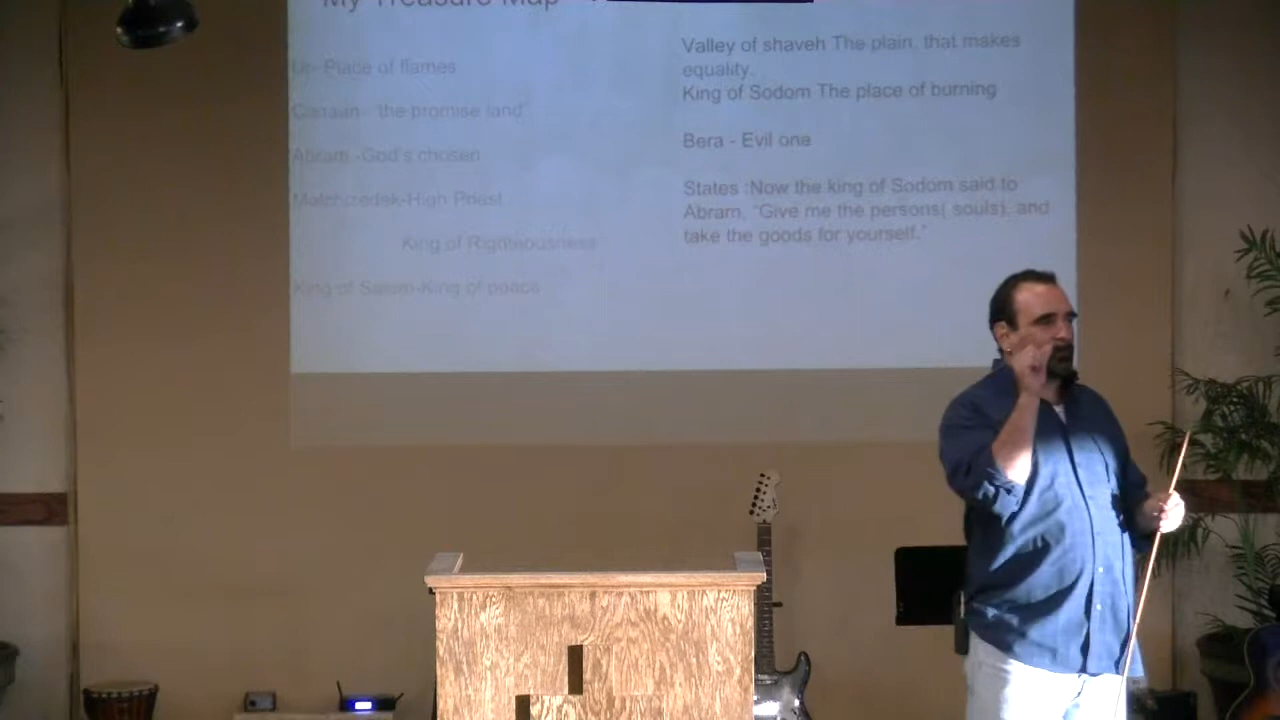 My Treasure Map
Ur- Place of flames
Canaan- 'the promise land'
Abram -God's chosen
Melchizedek-High Priest
King of Righteousness
King of Salem-King of peace
Valley of shaveh The plain, that makes
equality.
King of Sodom The place of burning
Bera - Evil one
States :Now the king of Sodom said to
Abram, "Give me the persons( souls), and
take the goods for yourself."